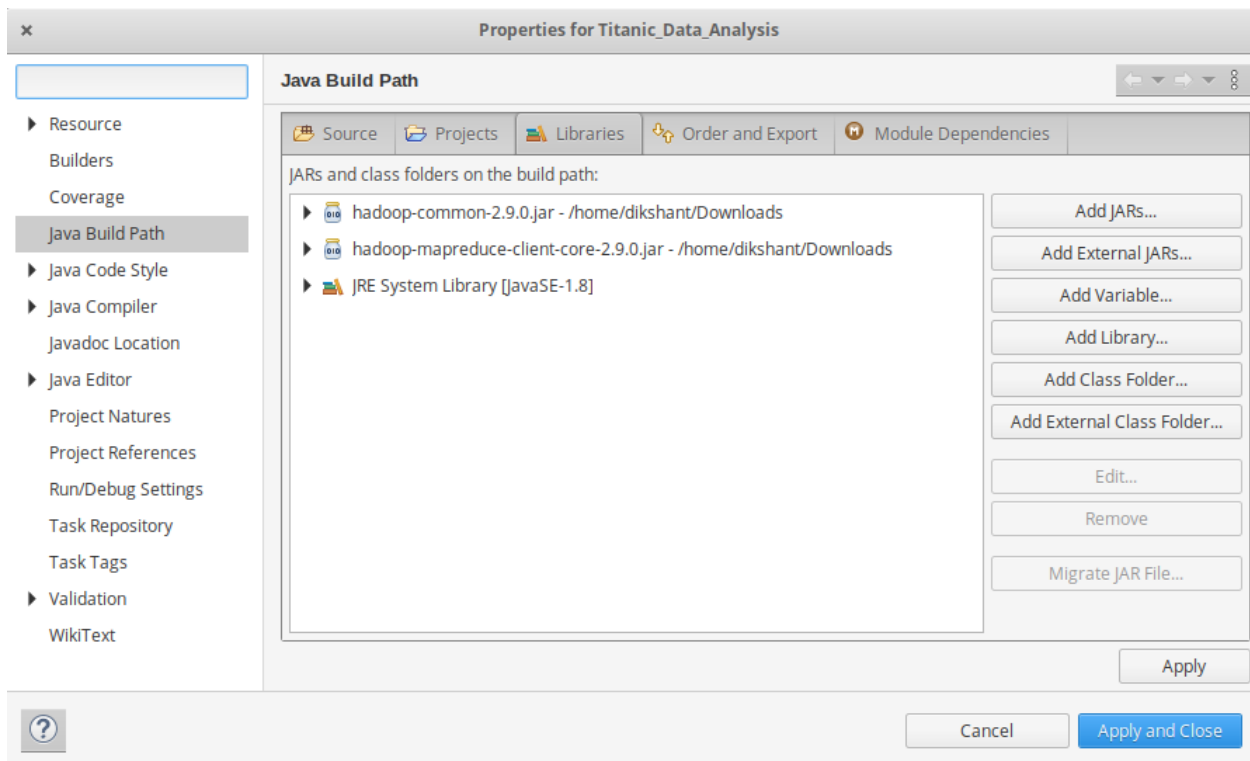 Properties for Titanic_Data_Analysis
Resource
Builders
Coverage
Java Build Path
Java Code Style
Java Compiler
Javadoc Location
Java Editor
Project Natures
Project References
Run/Debug Settings
Task Repository
Task Tags
Validation
WikiText
Java Build Path
Source Projects Libraries Order and Export Module Dependencies
JARs and class folders on the build path:
hadoop-common-2.9.0.jar - /home/dikshant/Downloads
hadoop-mapreduce-client-core-2.9.0.jar - /home/dikshant/Downloads
JRE System Library [JavaSE-1.8]
Add JARs...
Add External JARs...
Add Variable...
Add Library...
Add Class Folder...
Add External Class Folder...
Edit...
Remove
Migrate JAR File...
Apply
?
Cancel Apply and Close